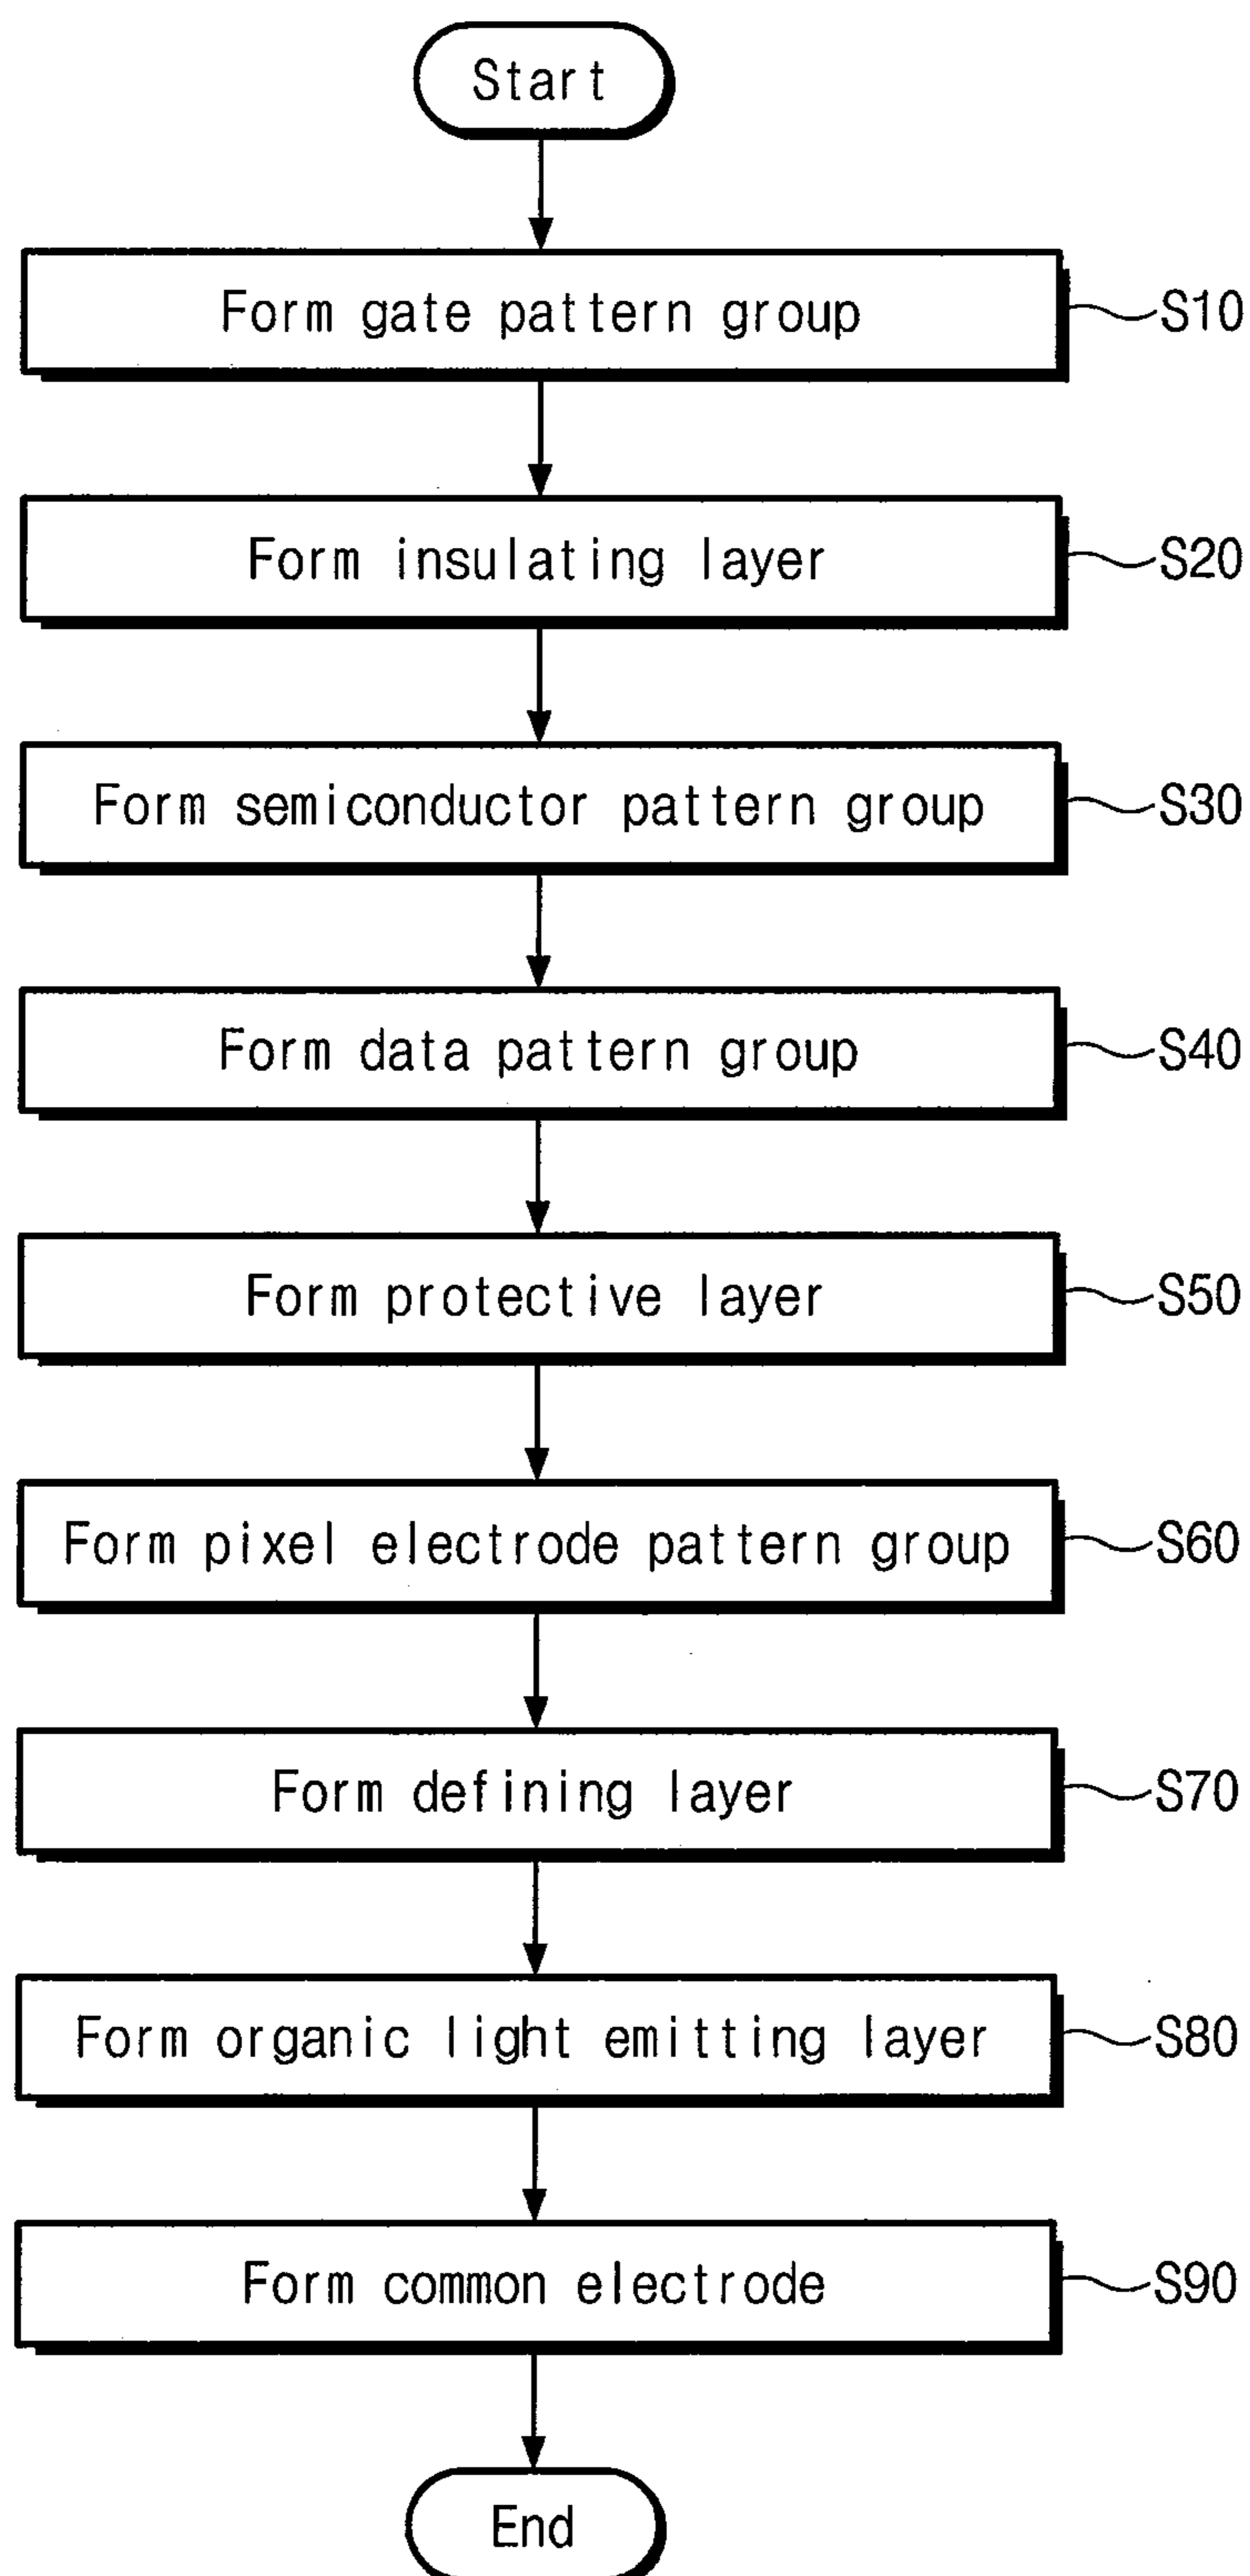 Start
Form gate pattern group
S10
Form insulating layer
S20
Form semiconductor pattern group
S30
Form data pattern group
S40
Form protective layer
S50
Form pixel electrode pattern group
S60
Form defining layer
S70
Form organic light emitting layer
S80
Form common electrode
S90
End